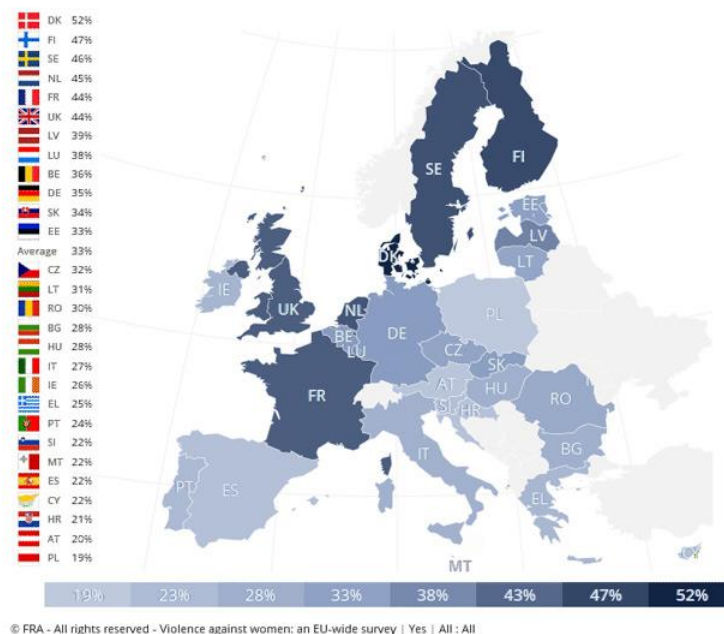 DK 52%
FI 47%
SE 46%
NL 45%
FR 44%
UK 44%
LV 39%
LU 38%
BE 36%
DE 35%
SK 34%
EE 33%
Average 33%
CZ 32%
LT 31%
RO 30%
BG 28%
HU 28%
IT 27%
IE 26%
EL 25%
PT 24%
SI 22%
MT 22%
ES 22%
CY 22%
HR 21%
AT 20%
PL 19%
SE
FI
EE
LV
LT
DK
IE
UK
NL
PL
BE
DE
LU
CZ
SK
FR
AT
HU
SI
HR
RO
IT
BG
PT
ES
EL
CY
MT
19% 23% 28% 33% 38% 43% 47% 52%
© FRA - All rights reserved - Violence against women: an EU-wide survey | Yes | All : All